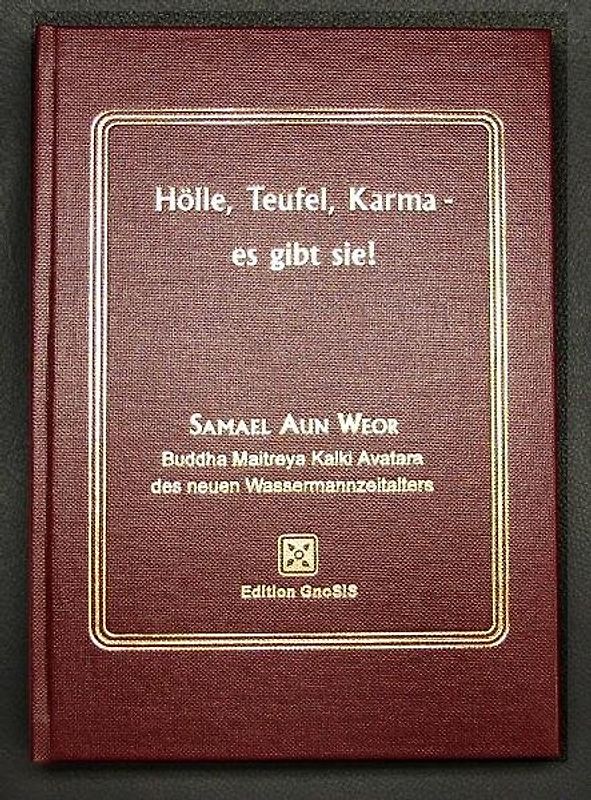 Hölle, Teufel, Karma -
es gibt sie!
SAMAEL AUN WEOR
Buddha Maitreya Kalki Avatara
des neuen Wassermannzeitalters
Edition GnoSiS